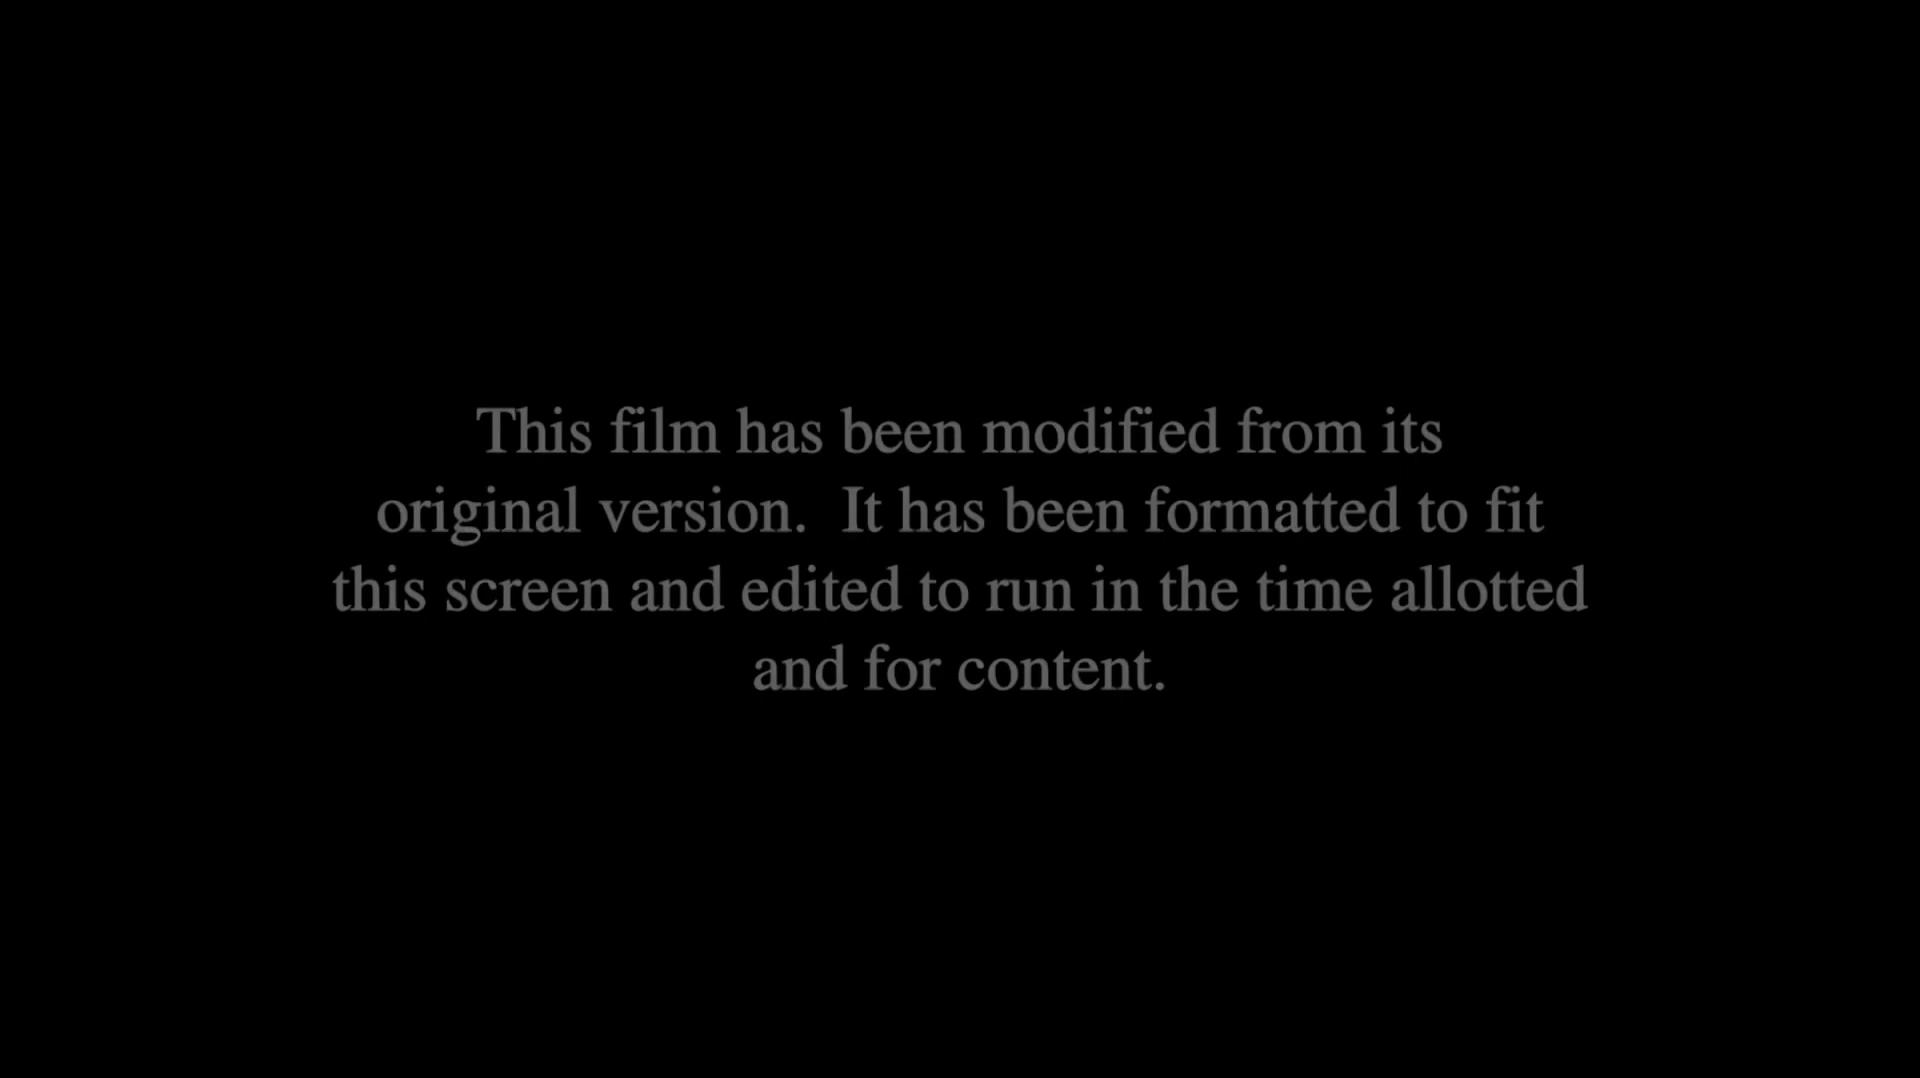 This film has been modified from its
original version.  It has been formatted to fit
this screen and edited to run in the time allotted
and for content.